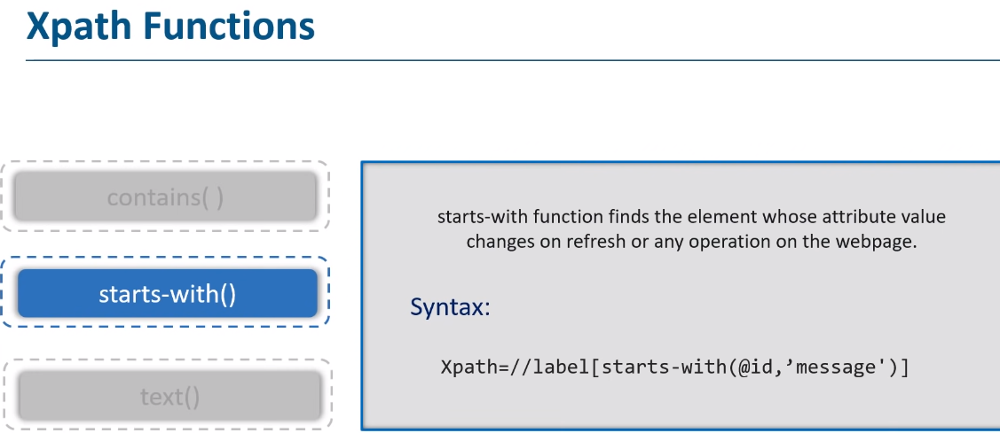 Xpath Functions
contains( )
starts-with()
text()
starts-with function finds the element whose attribute value
changes on refresh or any operation on the webpage.
Syntax:
Xpath=//label[starts-with(@id,’message')]